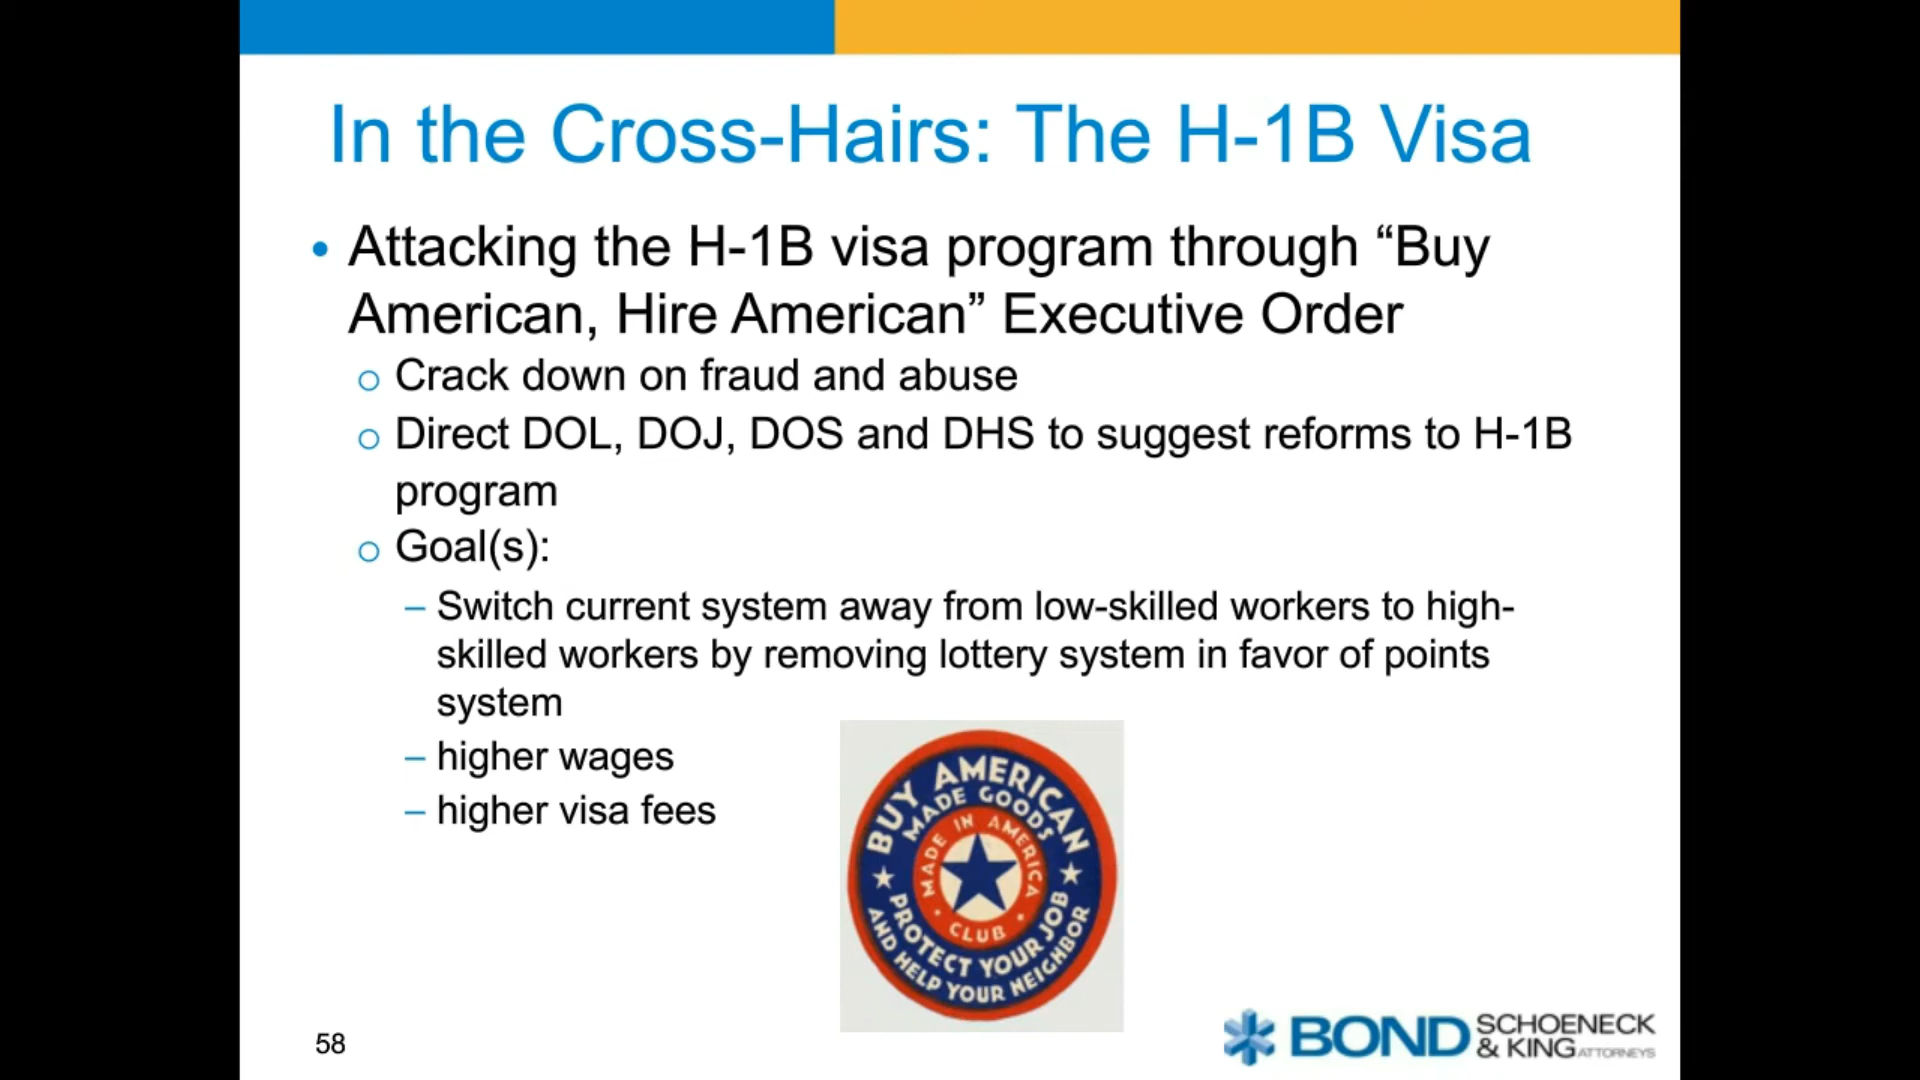 In the Cross-Hairs: The H-1B Visa
• Attacking the H-1B visa program through “Buy
American, Hire American” Executive Order
o Crack down on fraud and abuse
o Direct DOL, DOJ, DOS and DHS to suggest reforms to H-1B
program
o Goal(s):
– Switch current system away from low-skilled workers to high-
skilled workers by removing lottery system in favor of points
system
– higher wages
– higher visa fees
BUY AMERICAN
MADE GOODS
MADE IN AMERICA
CLUB
PROTECT YOUR JOB
AND HELP YOUR NEIGHBOR
58
BOND SCHOENECK
& KING ATTORNEYS